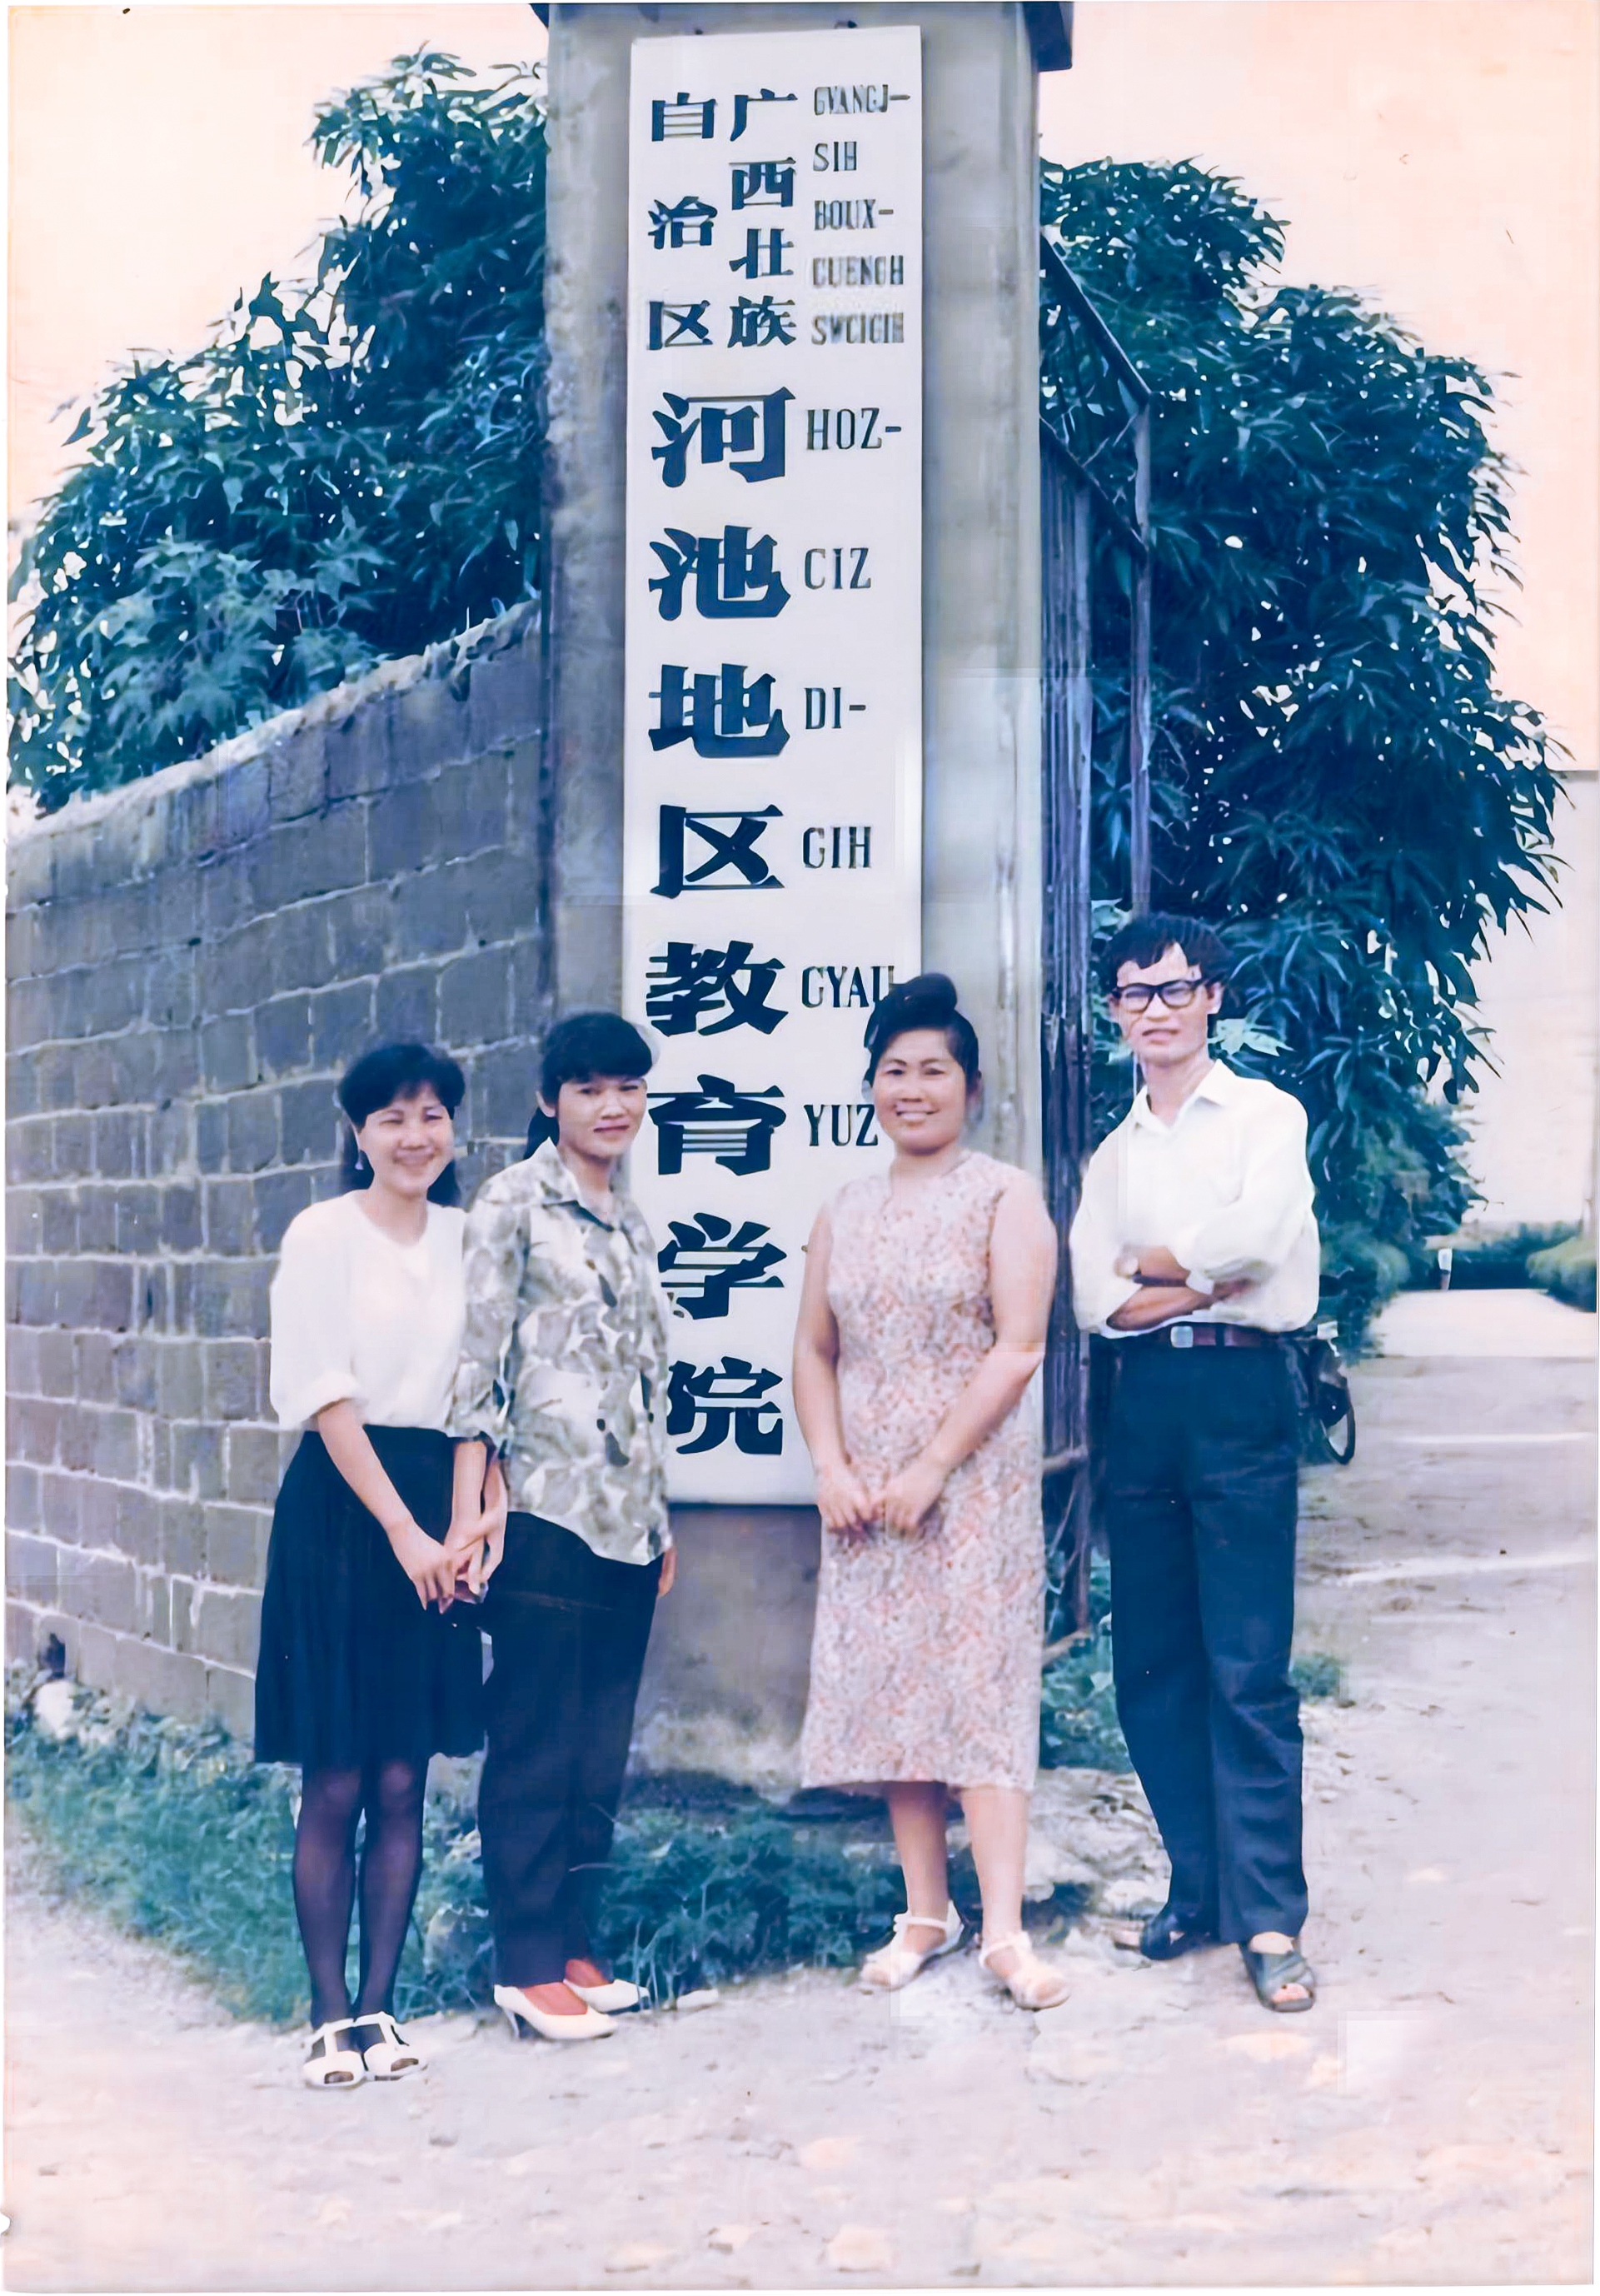 广西壮族
自治区
河池地区教育学院
GVANGJ-
SIH
BOUX-
CUENGH
SWCIGIH
HOZ-
CIZ
DI-
GIH
GYAU
YUZ